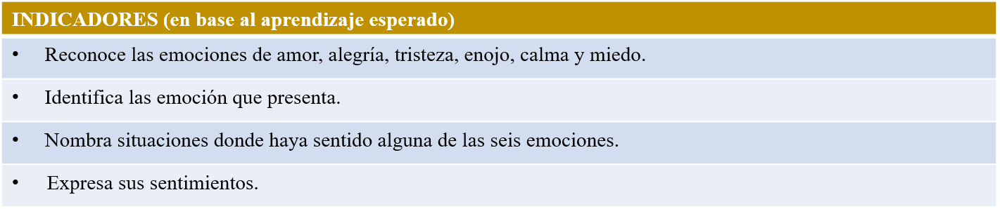 INDICADORES (en base al aprendizaje esperado)
• Reconoce las emociones de amor, alegría, tristeza, enojo, calma y miedo.
• Identifica las emoción que presenta.
• Nombra situaciones donde haya sentido alguna de las seis emociones.
• Expresa sus sentimientos.